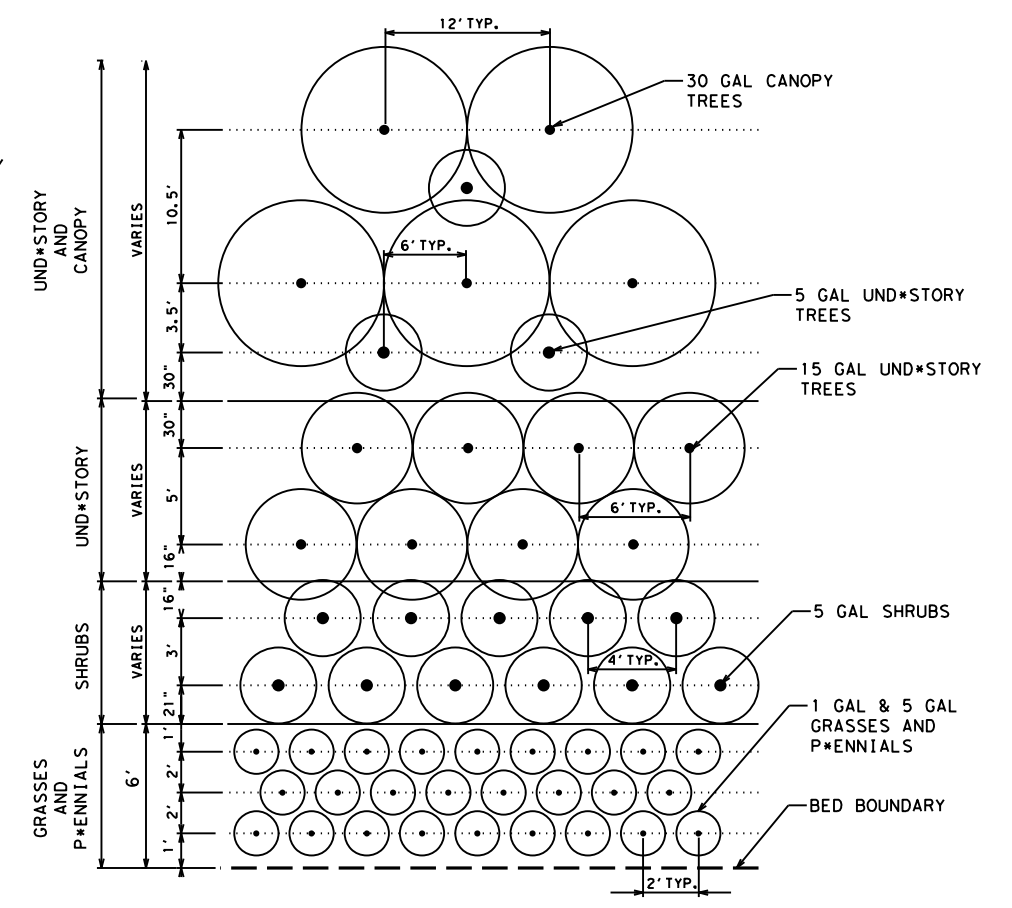 12' TYP.
30 GAL CANOPY
TREES
UND*STORY
AND
CANOPY
VARIES
10.5'
6' TYP.
3.5'
30"
5 GAL UND*STORY
TREES
15 GAL UND*STORY
TREES
UND*STORY
VARIES
30"
5'
16"
6' TYP.
SHRUBS
VARIES
16"
3'
21"
4' TYP.
5 GAL SHRUBS
1 GAL & 5 GAL
GRASSES AND
P*ENNIALS
GRASSES
AND
P*ENNIALS
6'
1'
2'
2'
1'
BED BOUNDARY
2' TYP.